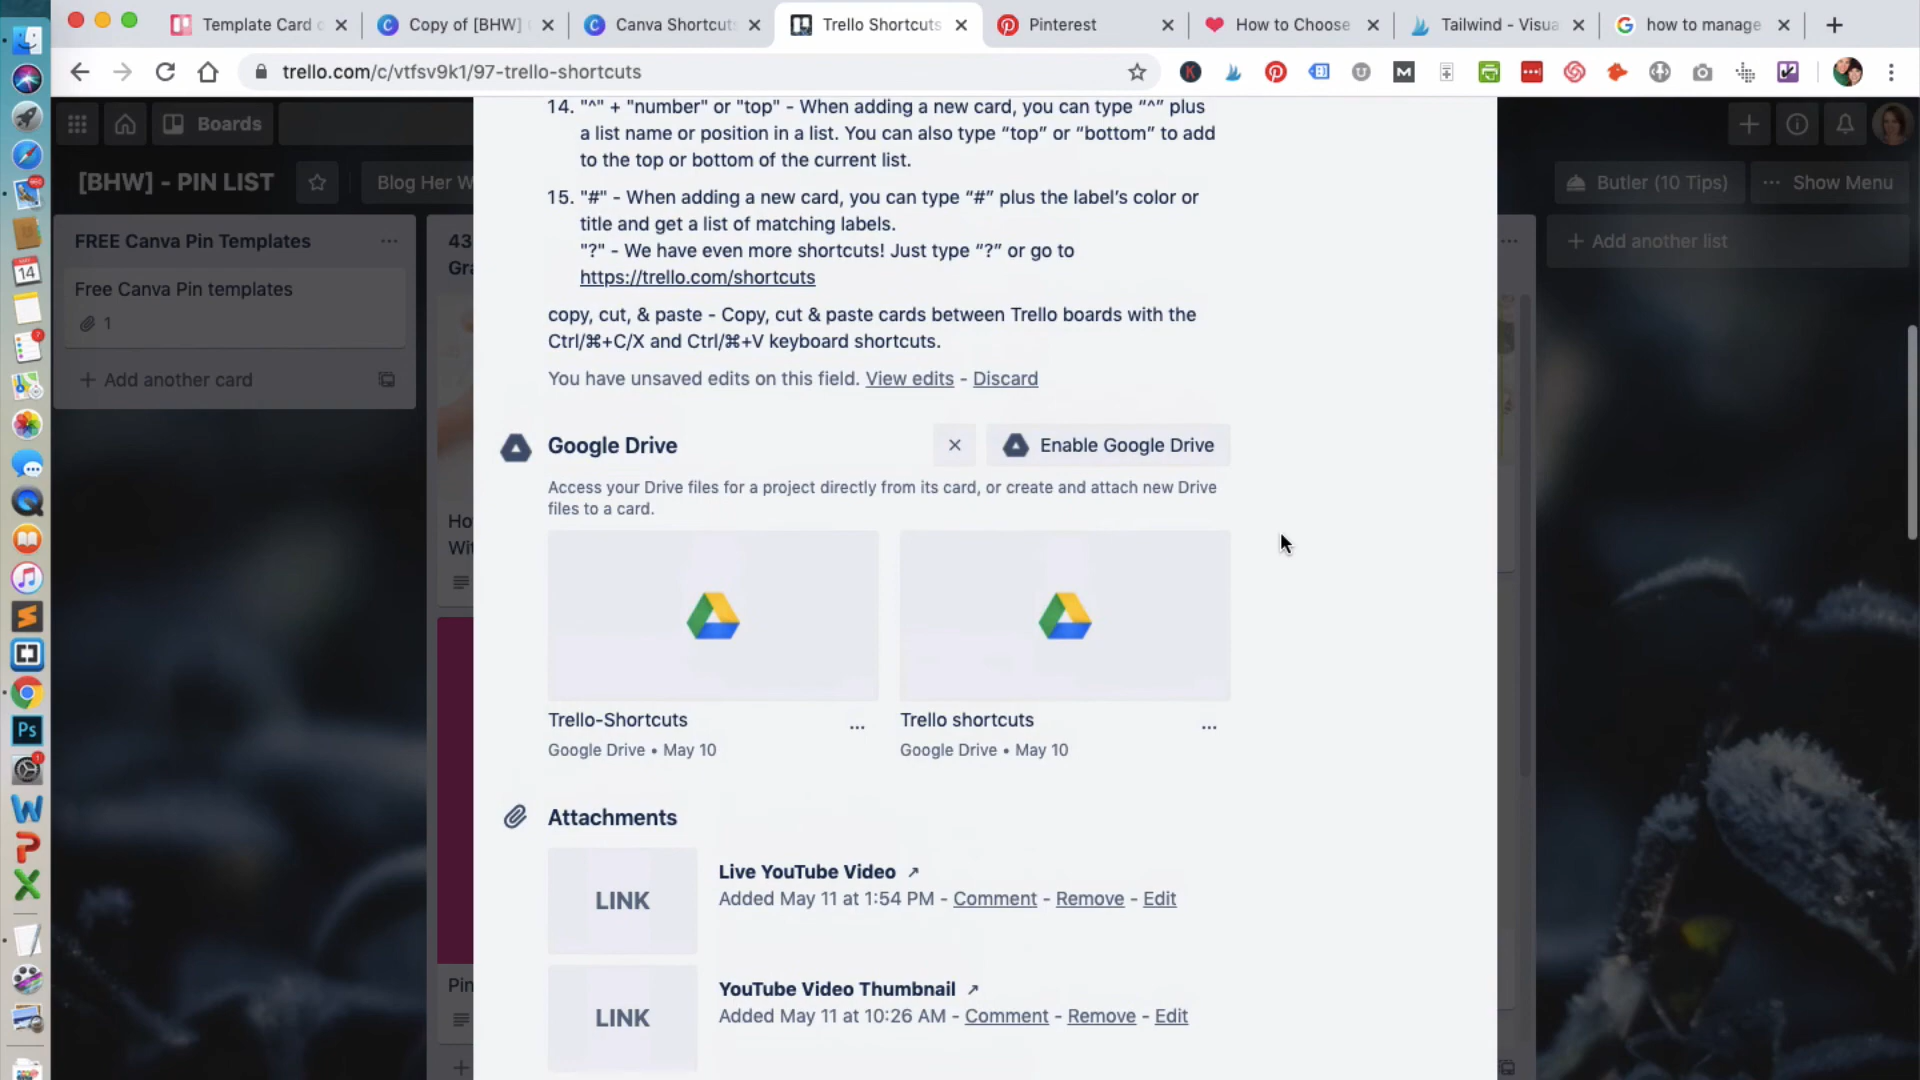 Template Card
Copy of [BHW]
Canva Shortcut
Trello Shortcuts
Pinterest
How to Choose
Tailwind - Visua
how to manage
trello.com/c/vtfsv9k1/97-trello-shortcuts
Boards
[BHW] - PIN LIST
Blog Her W
Butler (10 Tips)
Show Menu
FREE Canva Pin Templates
Free Canva Pin templates
1
Add another card
43
Gra
Ho
Wit
Pin
Add another list
14. "^" + "number" or "top" - When adding a new card, you can type “^” plus
a list name or position in a list. You can also type “top” or “bottom” to add
to the top or bottom of the current list.
15. "#" - When adding a new card, you can type “#” plus the label’s color or
title and get a list of matching labels.
"?" - We have even more shortcuts! Just type “?” or go to
https://trello.com/shortcuts
copy, cut, & paste - Copy, cut & paste cards between Trello boards with the
Ctrl/⌘+C/X and Ctrl/⌘+V keyboard shortcuts.
You have unsaved edits on this field. View edits - Discard
Google Drive
Enable Google Drive
Access your Drive files for a project directly from its card, or create and attach new Drive
files to a card.
Trello-Shortcuts
Google Drive • May 10
Trello shortcuts
Google Drive • May 10
Attachments
LINK
Live YouTube Video ↗
Added May 11 at 1:54 PM - Comment - Remove - Edit
LINK
YouTube Video Thumbnail ↗
Added May 11 at 10:26 AM - Comment - Remove - Edit
14
Ps